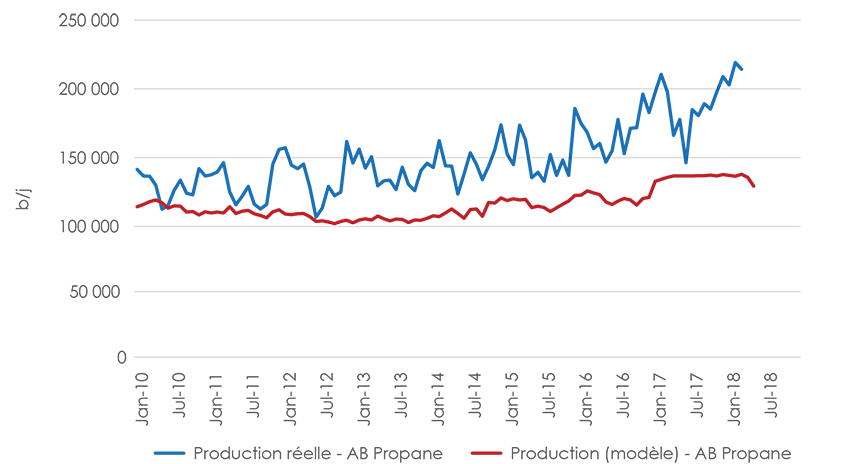 250 000
200 000
150 000
100 000
50 000
0
b/j
Jan-10 Jul-10 Jan-11 Jul-11 Jan-12 Jul-12 Jan-13 Jul-13 Jan-14 Jul-14 Jan-15 Jul-15 Jan-16 Jul-16 Jan-17 Jul-17 Jan-18 Jul-18
Production réelle - AB Propane Production (modèle) - AB Propane